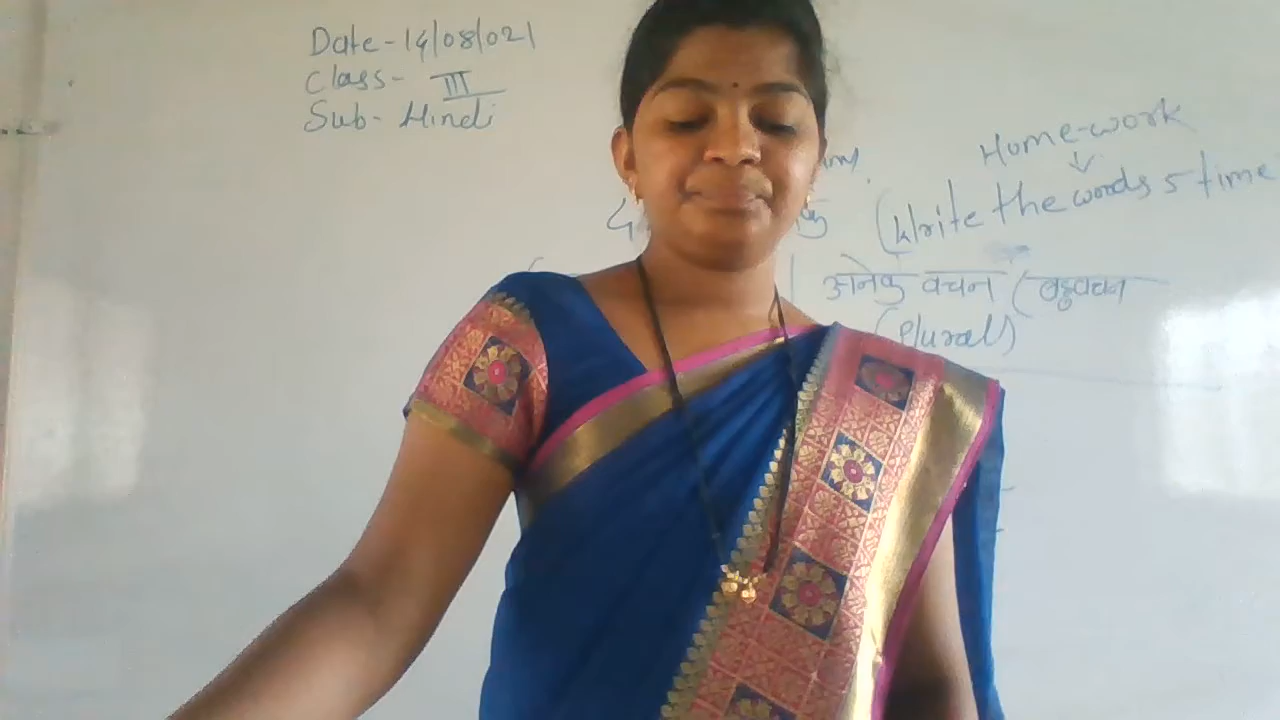 Date-14/08/021
Class- III
Sub- Hindi
Home-work
(Write the words 5 time
अनेक वचन (बहुवचन
(Plural)